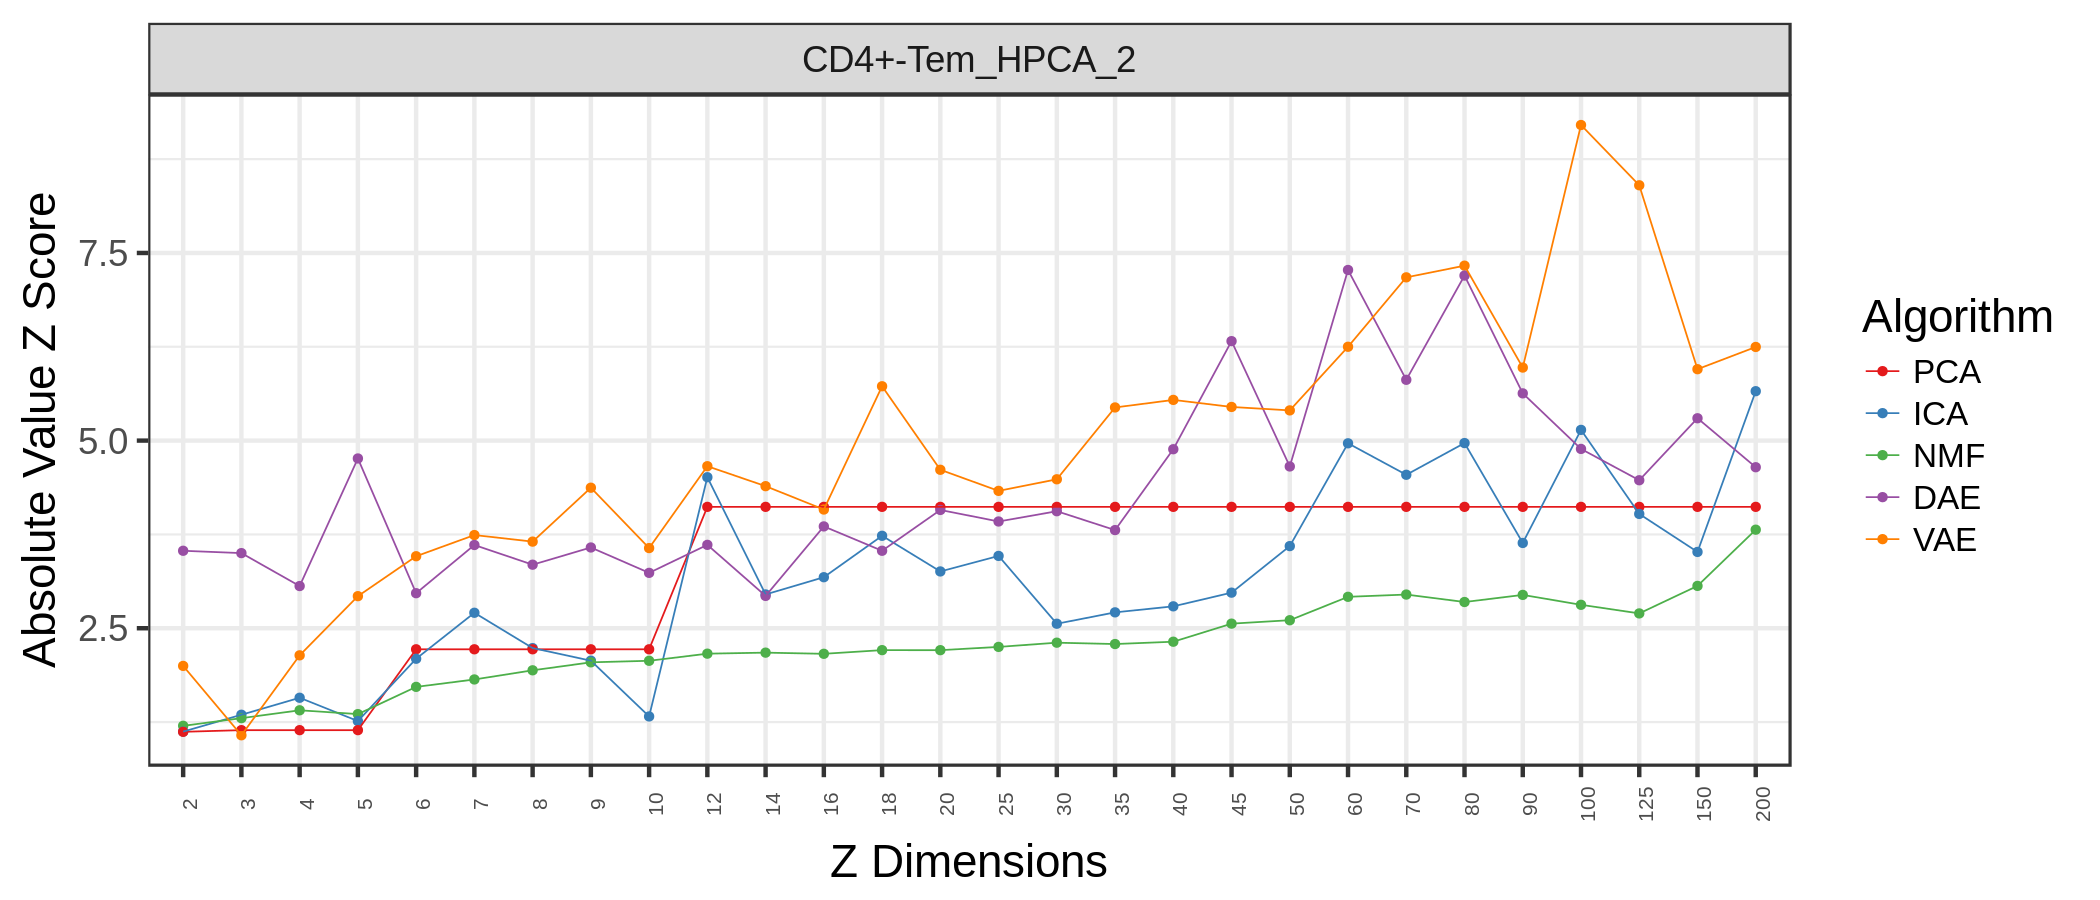 CD4+-Tem_HPCA_2
Absolute Value Z Score
7.5
5.0
2.5
2 3 4 5 6 7 8 9 10 12 14 16 18 20 25 30 35 40 45 50 60 70 80 90 100 125 150 200
Z Dimensions
Algorithm
PCA
ICA
NMF
DAE
VAE